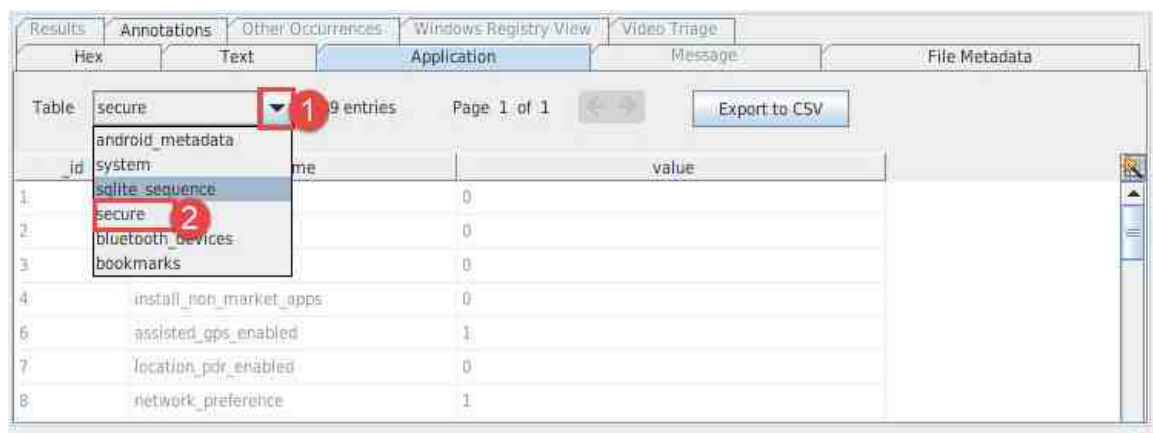 Results Annotations Other Occurrences Windows Registry View Video Triage
Hex Text Application Message File Metadata
Table secure 1 9 entries Page 1 of 1 Export to CSV
android_metadata
_id system me value
1 sqlite_sequence 0
secure 2
2 0
bluetooth_devices
3 bookmarks 0
4 install_non_market_apps 0
6 assisted_gps_enabled 1
7 location_pdr_enabled 0
8 network_preference 1